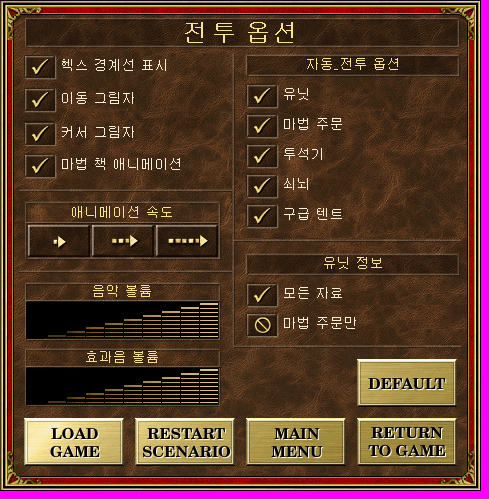 전투 옵션
헥스 경계선 표시
이동 그림자
커서 그림자
마법 책 애니메이션
애니메이션 속도
음악 볼륨
효과음 볼륨
자동_전투 옵션
유닛
마법 주문
투석기
쇠뇌
구급 텐트
유닛 정보
모든 자료
마법 주문만
DEFAULT
LOAD
GAME
RESTART
SCENARIO
MAIN
MENU
RETURN
TO GAME